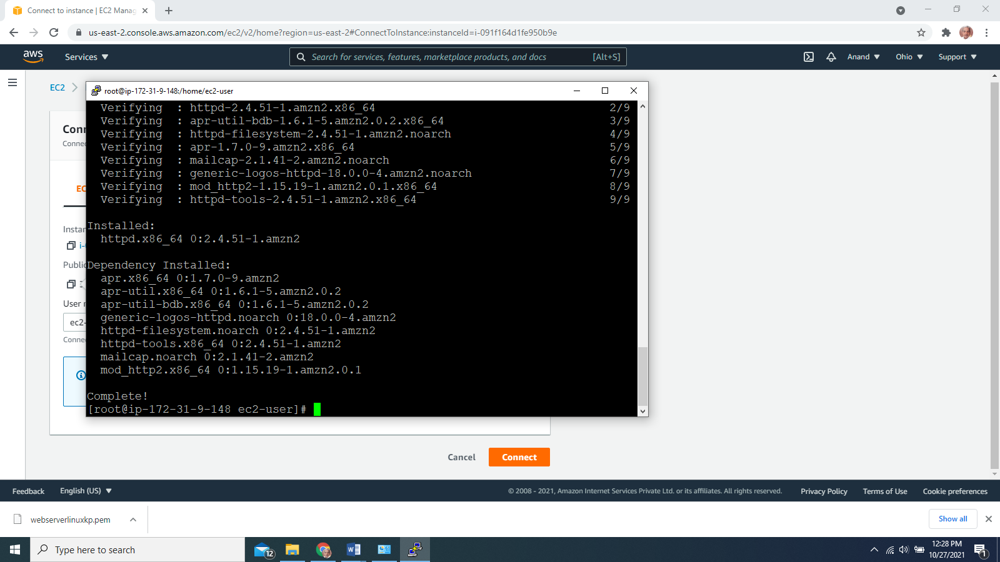 Connect to instance | EC2 Manag
us-east-2.console.aws.amazon.com/ec2/v2/home?region=us-east-2#ConnectToInstance:instanceId=i-091f164d1fe950b9e
aws
Services
Search for services, features, marketplace products, and docs
[Alt+S]
Anand
Ohio
Support
EC2
root@ip-172-31-9-148:/home/ec2-user
Verifying : httpd-2.4.51-1.amzn2.x86_64 2/9
Verifying : apr-util-bdb-1.6.1-5.amzn2.0.2.x86_64 3/9
Verifying : httpd-filesystem-2.4.51-1.amzn2.noarch 4/9
Verifying : apr-1.7.0-9.amzn2.x86_64 5/9
Verifying : mailcap-2.1.41-2.amzn2.noarch 6/9
Verifying : generic-logos-httpd-18.0.0-4.amzn2.noarch 7/9
Verifying : mod_http2-1.15.19-1.amzn2.0.1.x86_64 8/9
Verifying : httpd-tools-2.4.51-1.amzn2.x86_64 9/9
Installed:
httpd.x86_64 0:2.4.51-1.amzn2
Dependency Installed:
apr.x86_64 0:1.7.0-9.amzn2
apr-util.x86_64 0:1.6.1-5.amzn2.0.2
apr-util-bdb.x86_64 0:1.6.1-5.amzn2.0.2
generic-logos-httpd.noarch 0:18.0.0-4.amzn2
httpd-filesystem.noarch 0:2.4.51-1.amzn2
httpd-tools.x86_64 0:2.4.51-1.amzn2
mailcap.noarch 0:2.1.41-2.amzn2
mod_http2.x86_64 0:1.15.19-1.amzn2.0.1
Complete!
[root@ip-172-31-9-148 ec2-user]#
Conn
Connec
EC
Instan
i-
Public
User n
ec2-
Connec
Cancel
Connect
Feedback
English (US)
© 2008 - 2021, Amazon Internet Services Private Ltd. or its affiliates. All rights reserved.
Privacy Policy
Terms of Use
Cookie preferences
webserverlinuxkp.pem
Show all
Type here to search
12
12:28 PM
10/27/2021
1